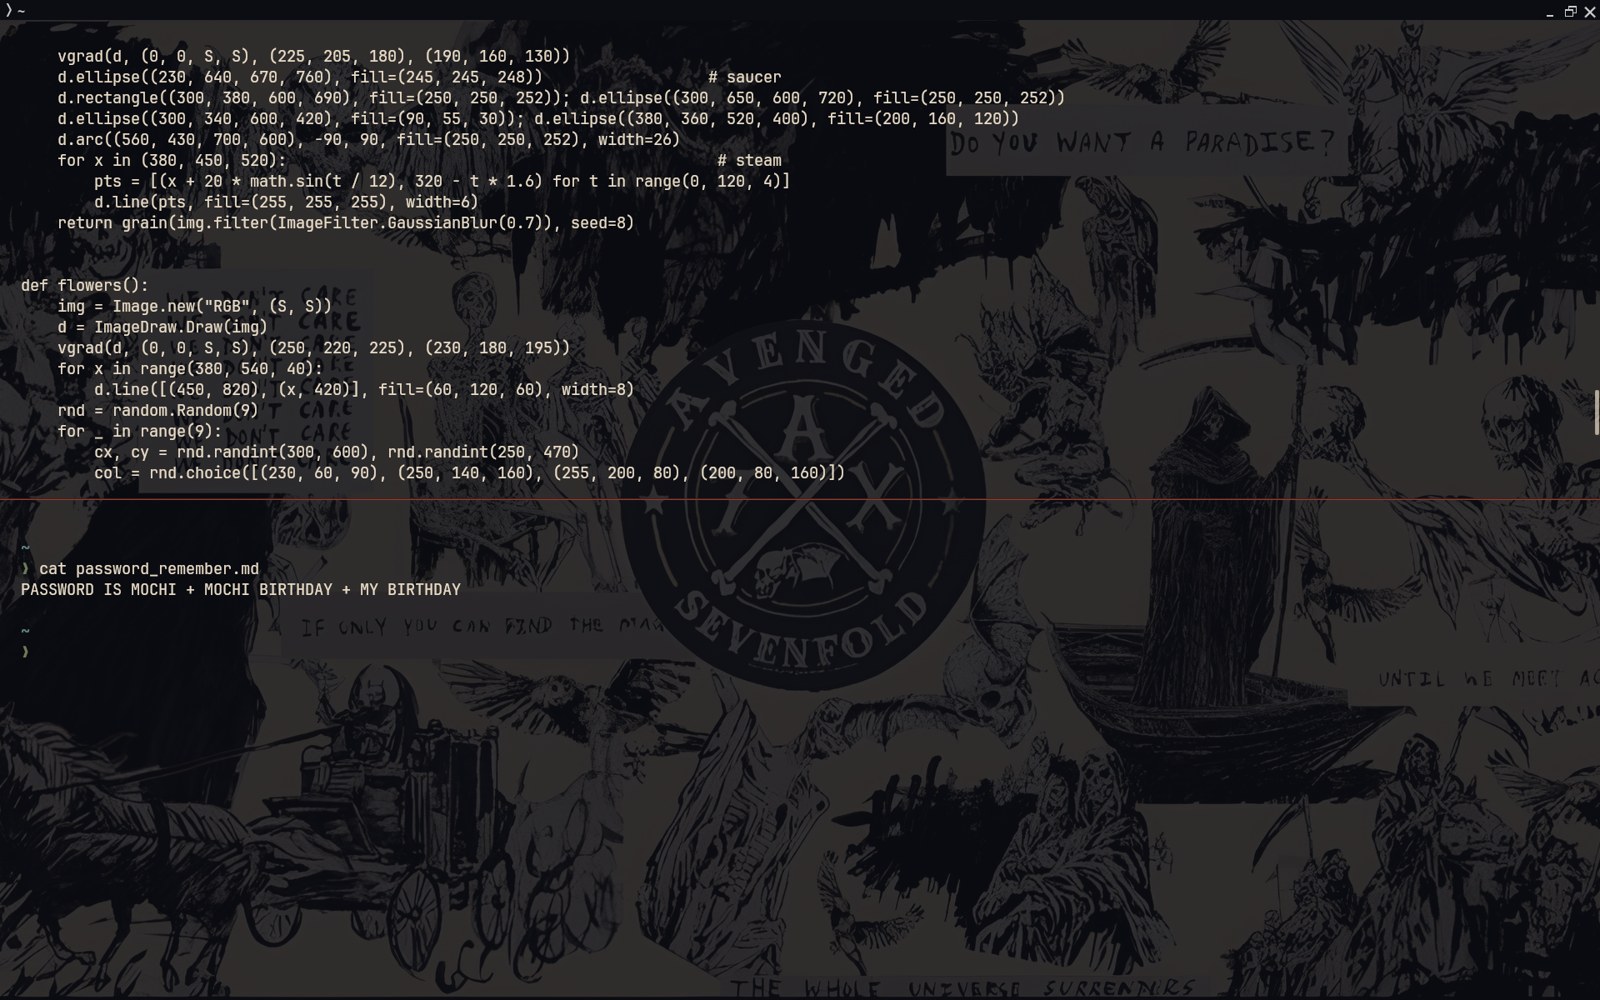 ❯ ~
    vgrad(d, (0, 0, S, S), (225, 205, 180), (190, 160, 130))
    d.ellipse((230, 640, 670, 760), fill=(245, 245, 248))                  # saucer
    d.rectangle((300, 380, 600, 690), fill=(250, 250, 252)); d.ellipse((300, 650, 600, 720), fill=(250, 250, 252))
    d.ellipse((300, 340, 600, 420), fill=(90, 55, 30)); d.ellipse((380, 360, 520, 400), fill=(200, 160, 120))
    d.arc((560, 430, 700, 600), -90, 90, fill=(250, 250, 252), width=26)
    for x in (380, 450, 520):                                               # steam
        pts = [(x + 20 * math.sin(t / 12), 320 - t * 1.6) for t in range(0, 120, 4)]
        d.line(pts, fill=(255, 255, 255), width=6)
    return grain(img.filter(ImageFilter.GaussianBlur(0.7)), seed=8)
def flowers():
    img = Image.new("RGB", (S, S))
    d = ImageDraw.Draw(img)
    vgrad(d, (0, 0, S, S), (250, 220, 225), (230, 180, 195))
    for x in range(380, 540, 40):
        d.line([(450, 820), (x, 420)], fill=(60, 120, 60), width=8)
    rnd = random.Random(9)
    for _ in range(9):
        cx, cy = rnd.randint(300, 600), rnd.randint(250, 470)
        col = rnd.choice([(230, 60, 90), (250, 140, 160), (255, 200, 80), (200, 80, 160)])
~
❯ cat password_remember.md
PASSWORD IS MOCHI + MOCHI BIRTHDAY + MY BIRTHDAY
~
❯
DO YOU WANT A PARADISE?
DON'T CARE
CARE
CARE
DON'T CARE
AVENGED
A
7 X
SEVENFOLD
IF ONLY YOU CAN FIND THE
UNTIL WE MEET
THE WHOLE UNIVERSE SURRENDERS